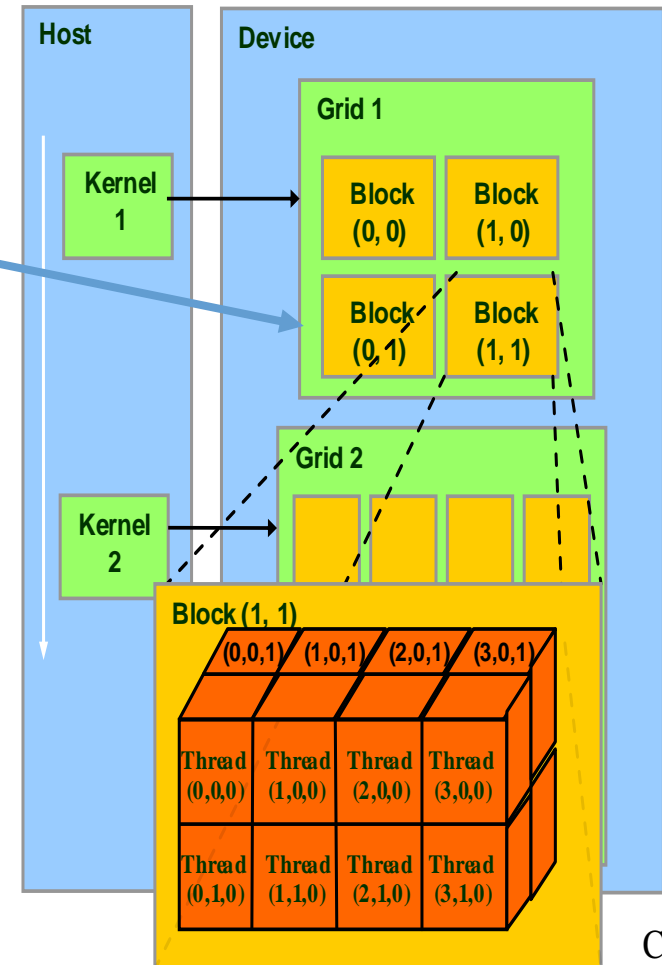 Host
Device
Grid 1
Kernel
1
Block
(0, 0)
Block
(1, 0)
Block
(0, 1)
Block
(1, 1)
Grid 2
Kernel
2
Block (1, 1)
(0,0,1) (1,0,1) (2,0,1) (3,0,1)
Thread
(0,0,0)
Thread
(1,0,0)
Thread
(2,0,0)
Thread
(3,0,0)
Thread
(0,1,0)
Thread
(1,1,0)
Thread
(2,1,0)
Thread
(3,1,0)
C